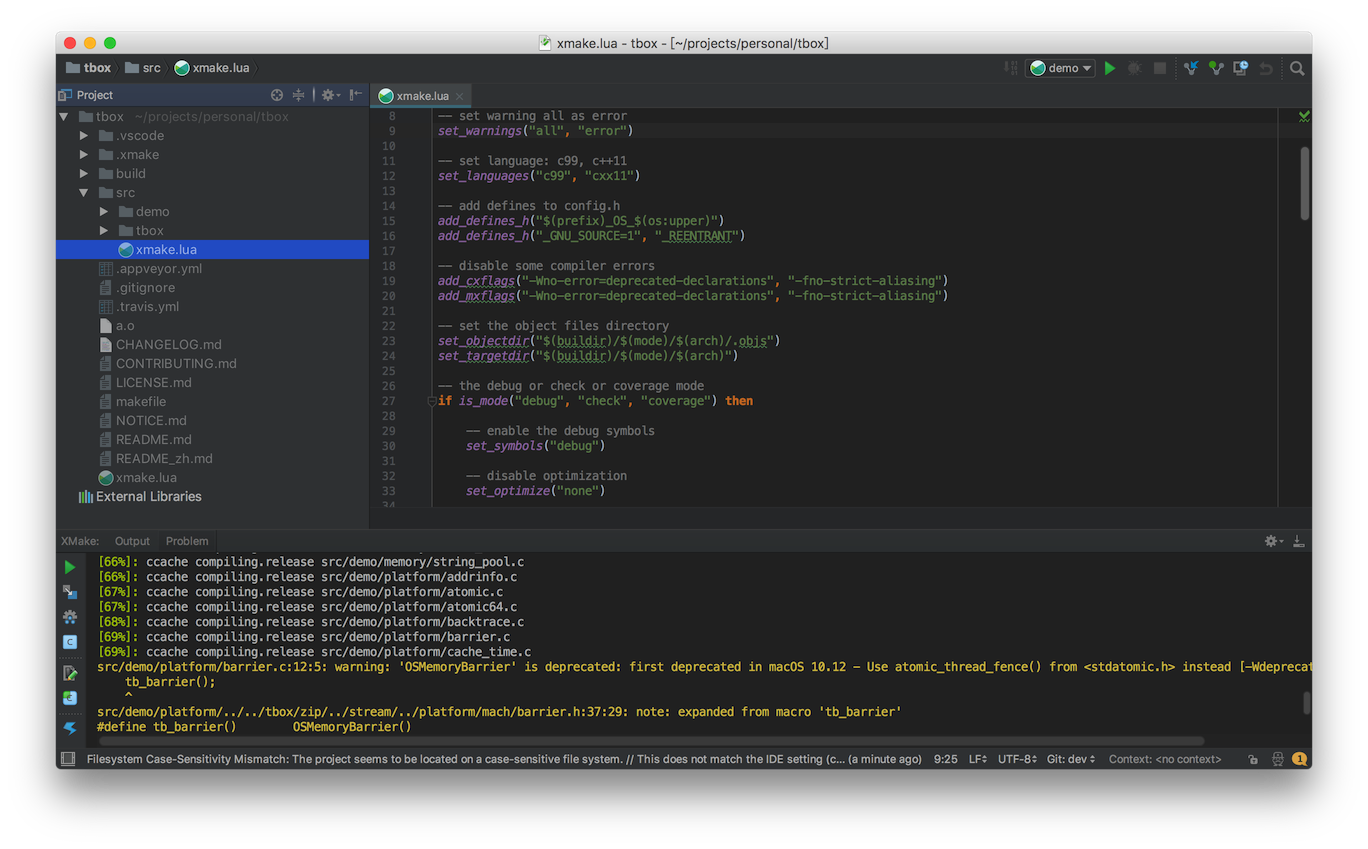 xmake.lua - tbox - [~/projects/personal/tbox]
tbox src xmake.lua demo
Project
xmake.lua
tbox ~/projects/personal/tbox
.vscode
.xmake
build
src
demo
tbox
xmake.lua
.appveyor.yml
.gitignore
.travis.yml
a.o
CHANGELOG.md
CONTRIBUTING.md
LICENSE.md
makefile
NOTICE.md
README.md
README_zh.md
xmake.lua
External Libraries
8 -- set warning all as error
9 set_warnings("all", "error")
10
11 -- set language: c99, c++11
12 set_languages("c99", "cxx11")
13
14 -- add defines to config.h
15 add_defines_h("$(prefix)_OS_$(os:upper)")
16 add_defines_h("_GNU_SOURCE=1", "_REENTRANT")
17
18 -- disable some compiler errors
19 add_cxflags("-Wno-error=deprecated-declarations", "-fno-strict-aliasing")
20 add_mxflags("-Wno-error=deprecated-declarations", "-fno-strict-aliasing")
21
22 -- set the object files directory
23 set_objectdir("$(buildir)/$(mode)/$(arch)/.objs")
24 set_targetdir("$(buildir)/$(mode)/$(arch)")
25
26 -- the debug or check or coverage mode
27 if is_mode("debug", "check", "coverage") then
28
29 -- enable the debug symbols
30 set_symbols("debug")
31
32 -- disable optimization
33 set_optimize("none")
34
XMake: Output Problem
[66%]: ccache compiling.release src/demo/memory/string_pool.c
[66%]: ccache compiling.release src/demo/platform/addrinfo.c
[67%]: ccache compiling.release src/demo/platform/atomic.c
[67%]: ccache compiling.release src/demo/platform/atomic64.c
[68%]: ccache compiling.release src/demo/platform/backtrace.c
[69%]: ccache compiling.release src/demo/platform/barrier.c
[69%]: ccache compiling.release src/demo/platform/cache_time.c
src/demo/platform/barrier.c:12:5: warning: 'OSMemoryBarrier' is deprecated: first deprecated in macOS 10.12 - Use atomic_thread_fence() from <stdatomic.h> instead [-Wdeprecat
tb_barrier();
^
src/demo/platform/../../tbox/zip/../stream/../platform/mach/barrier.h:37:29: note: expanded from macro 'tb_barrier'
#define tb_barrier() OSMemoryBarrier()
Filesystem Case-Sensitivity Mismatch: The project seems to be located on a case-sensitive file system. // This does not match the IDE setting (c... (a minute ago) 9:25 LF UTF-8 Git: dev Context: <no context> 1